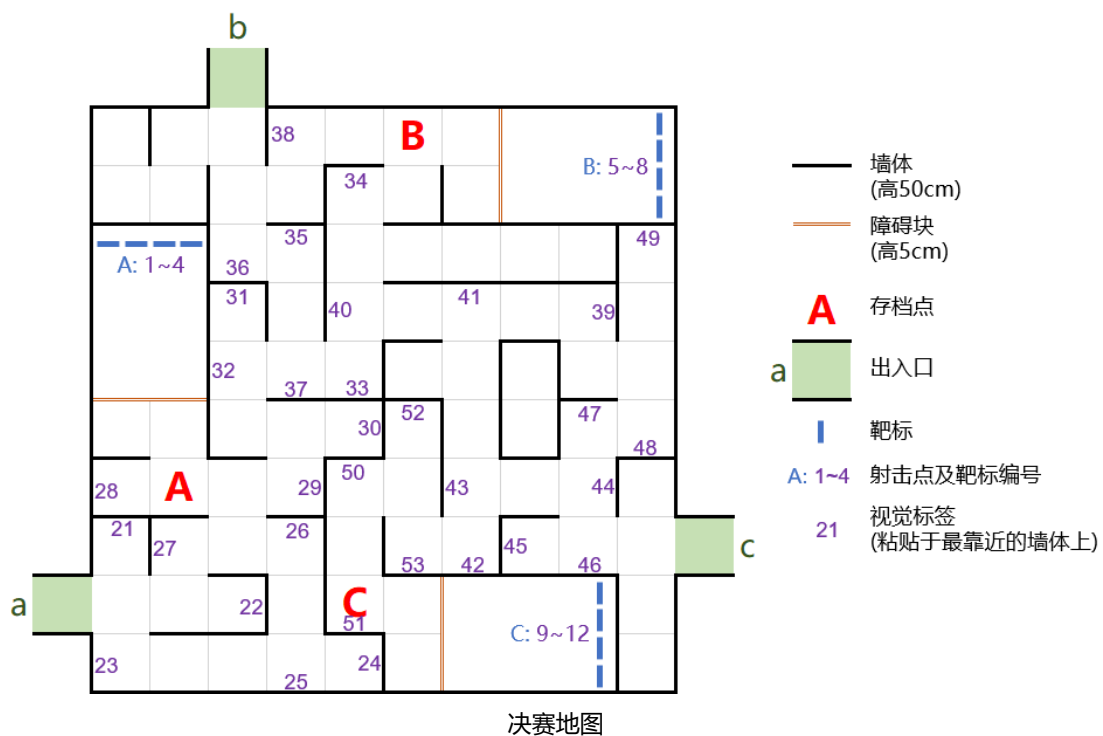 b
38
B
B: 5~8
34
35
49
A: 1~4
36
31
41
40
39
32
37
33
52
47
30
48
28
A
29
50
43
44
21
27
26
45
53
42
46
c
a
22
C
51
C: 9~12
23
24
25
墙体
(高50cm)
障碍块
(高5cm)
A
存档点
a
出入口
靶标
A: 1~4
射击点及靶标编号
21
视觉标签
(粘贴于最靠近的墙体上)
决赛地图